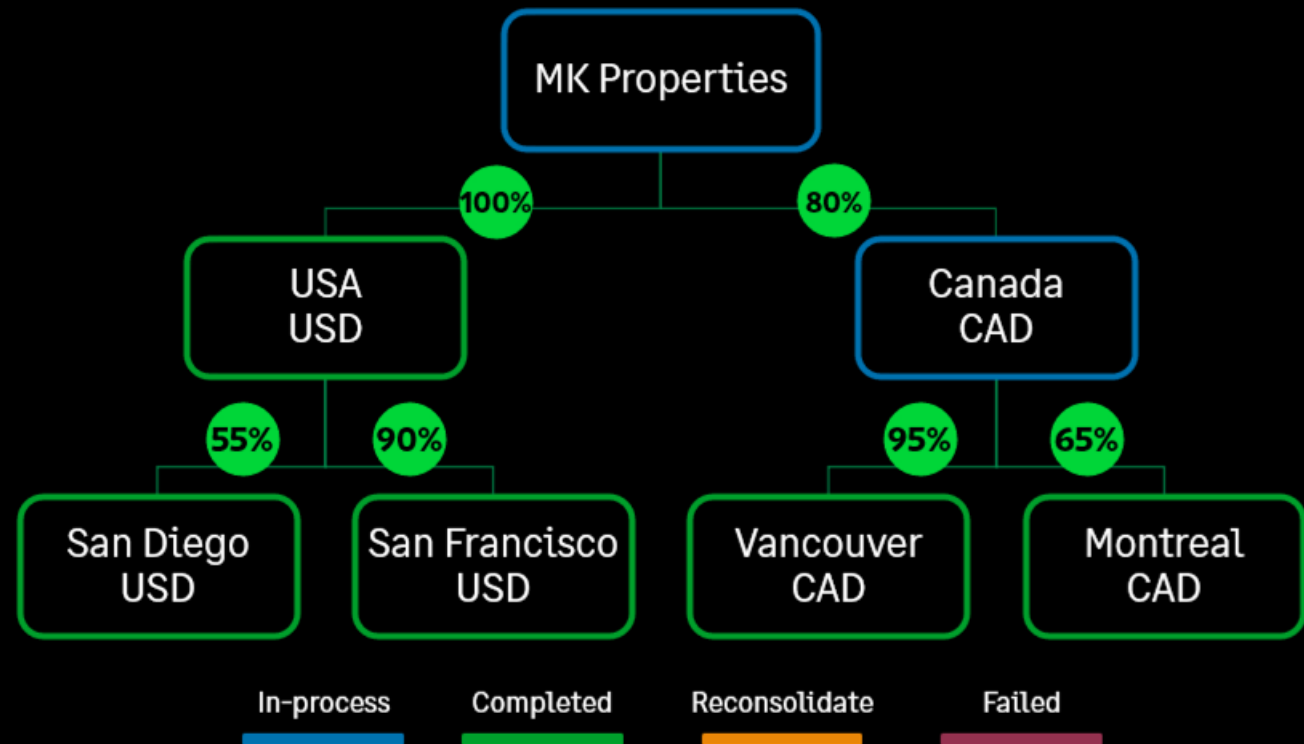 MK Properties
100%
80%
USA
USD
Canada
CAD
55%
90%
95%
65%
San Diego
USD
San Francisco
USD
Vancouver
CAD
Montreal
CAD
In-process
Completed
Reconsolidate
Failed